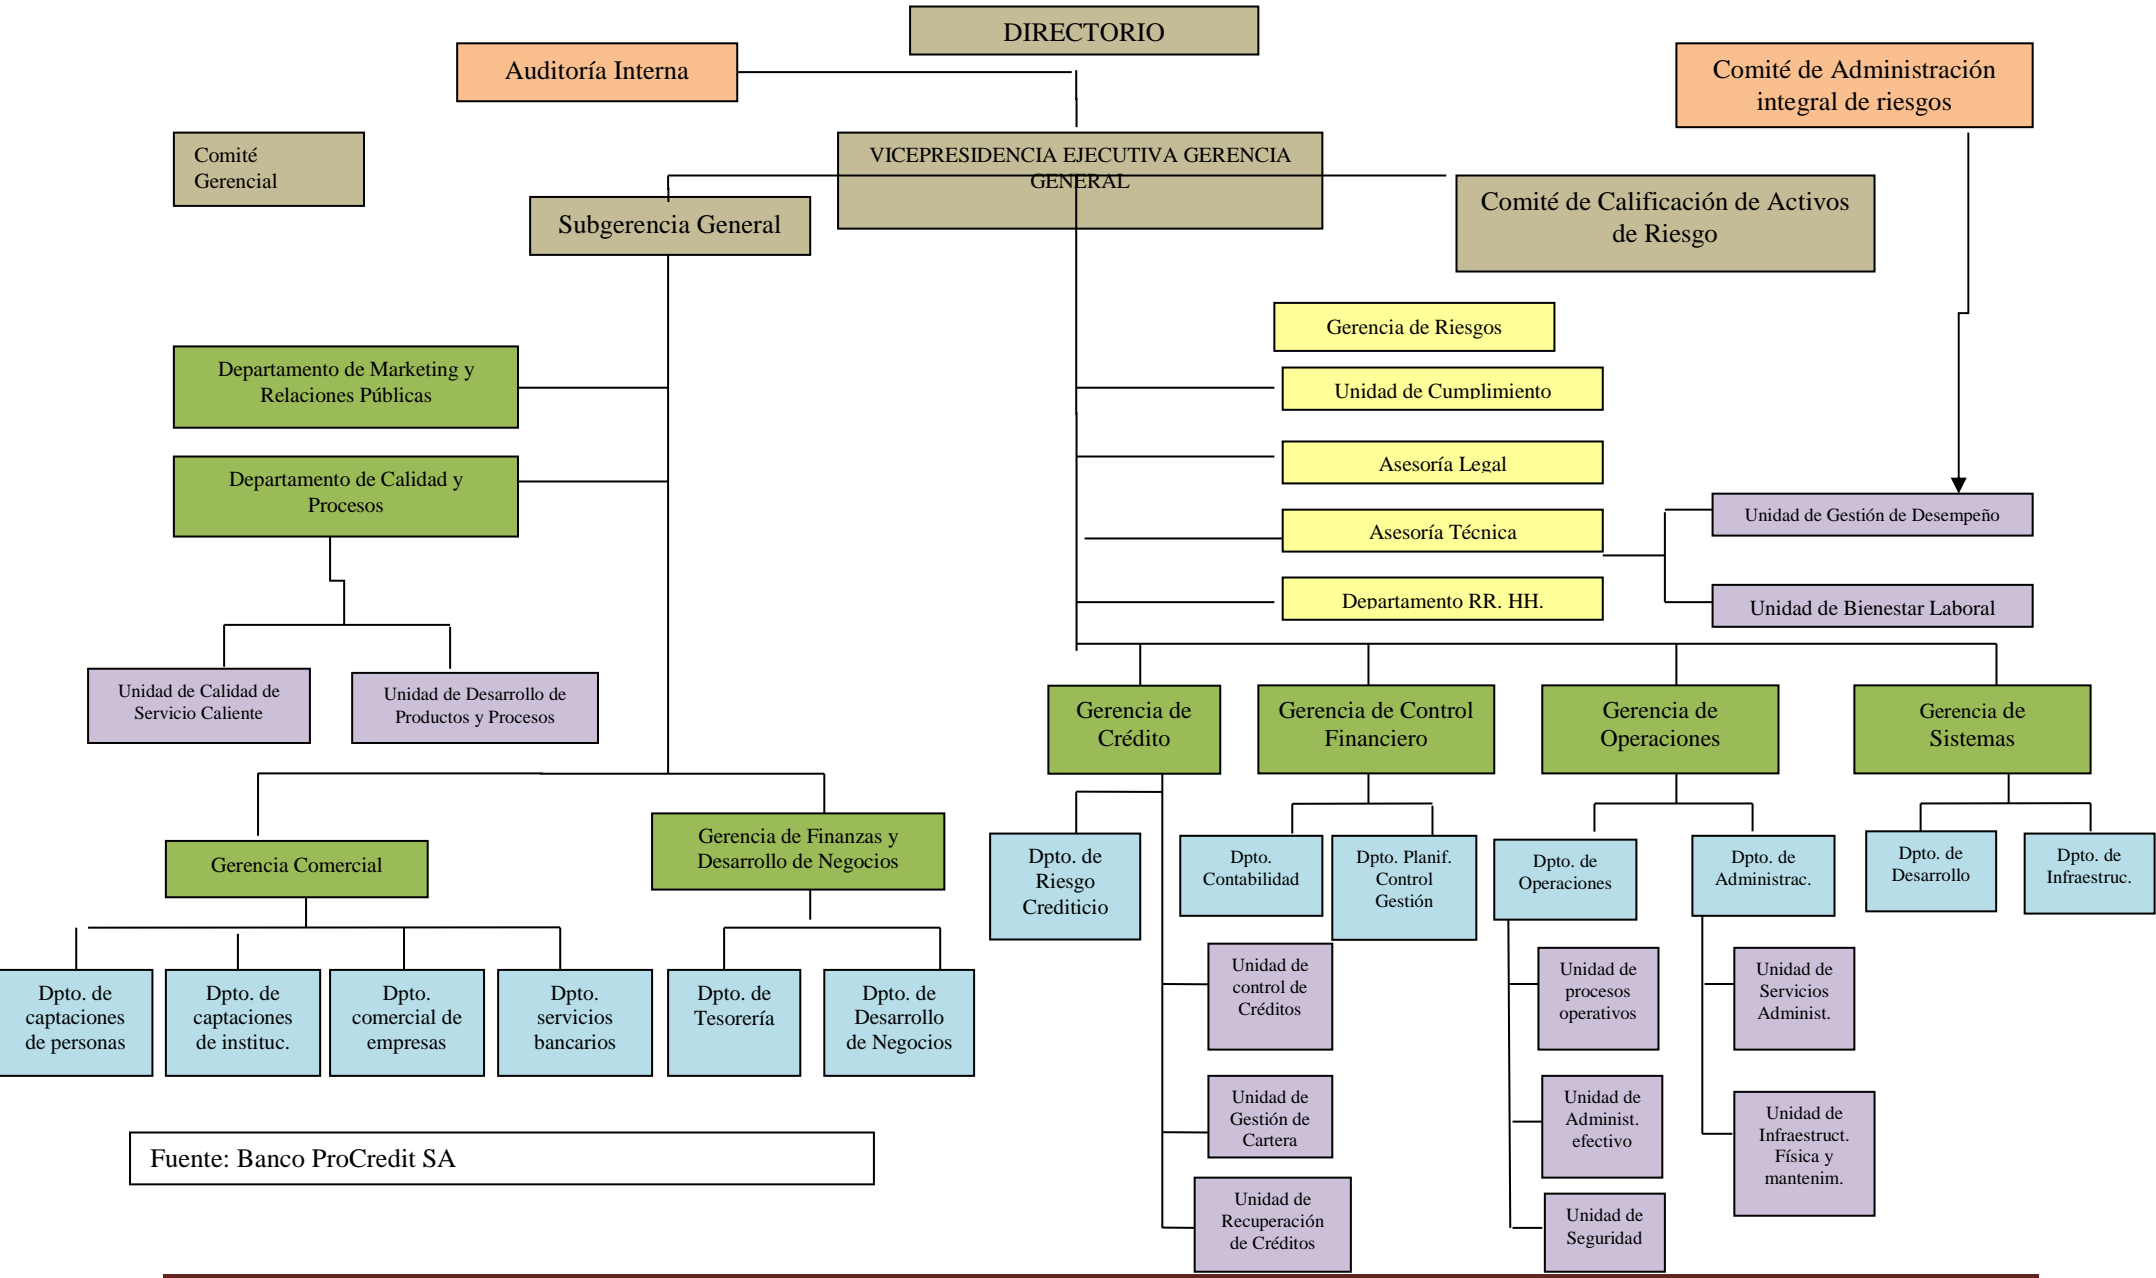 DIRECTORIO
Auditoría Interna
Comité de Administración
integral de riesgos
Comité
Gerencial
VICEPRESIDENCIA EJECUTIVA GERENCIA
GENERAL
Subgerencia General
Comité de Calificación de Activos
de Riesgo
Gerencia de Riesgos
Departamento de Marketing y
Relaciones Públicas
Unidad de Cumplimiento
Asesoría Legal
Departamento de Calidad y
Procesos
Asesoría Técnica
Unidad de Gestión de Desempeño
Departamento RR. HH.
Unidad de Bienestar Laboral
Unidad de Calidad de
Servicio Caliente
Unidad de Desarrollo de
Productos y Procesos
Gerencia de
Crédito
Gerencia de Control
Financiero
Gerencia de
Operaciones
Gerencia de
Sistemas
Gerencia Comercial
Gerencia de Finanzas y
Desarrollo de Negocios
Dpto. de
Riesgo
Crediticio
Dpto.
Contabilidad
Dpto. Planif.
Control
Gestión
Dpto. de
Operaciones
Dpto. de
Administrac.
Dpto. de
Desarrollo
Dpto. de
Infraestruc.
Dpto. de
captaciones
de personas
Dpto. de
captaciones
de instituc.
Dpto.
comercial de
empresas
Dpto.
servicios
bancarios
Dpto. de
Tesorería
Dpto. de
Desarrollo
de Negocios
Unidad de
control de
Créditos
Unidad de
procesos
operativos
Unidad de
Servicios
Administ.
Unidad de
Gestión de
Cartera
Unidad de
Administ.
efectivo
Unidad de
Infraestruct.
Física y
mantenim.
Fuente: Banco ProCredit SA
Unidad de
Recuperación
de Créditos
Unidad de
Seguridad